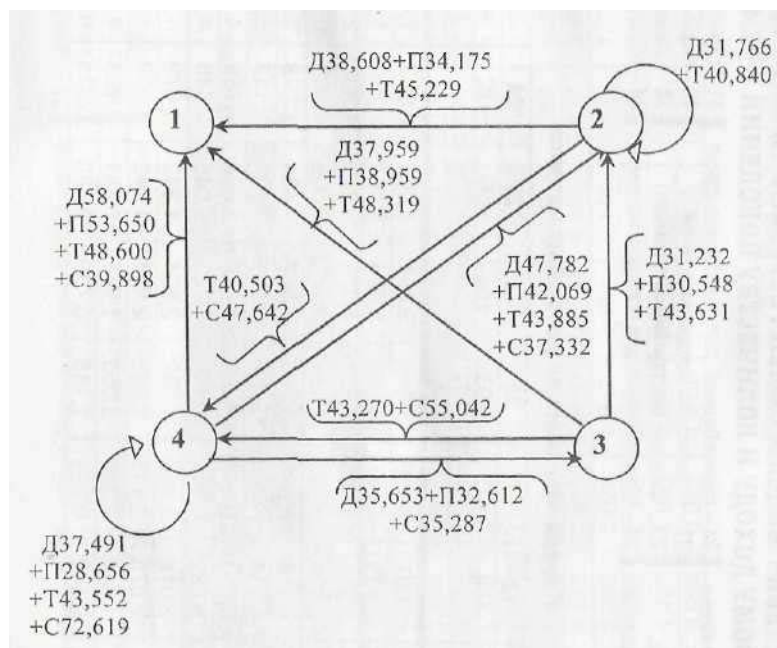 Д38,608+П34,175
+Т45,229
Д31,766
+Т40,840
1
2
Д37,959
+П38,959
+Т48,319
Д58,074
+П53,650
+Т48,600
+С39,898
Т40,503
+С47,642
Д47,782
+П42,069
+Т43,885
+С37,332
Д31,232
+П30,548
+Т43,631
4
Т43,270+С55,042
3
Д35,653+П32,612
+С35,287
Д37,491
+П28,656
+Т43,552
+С72,619